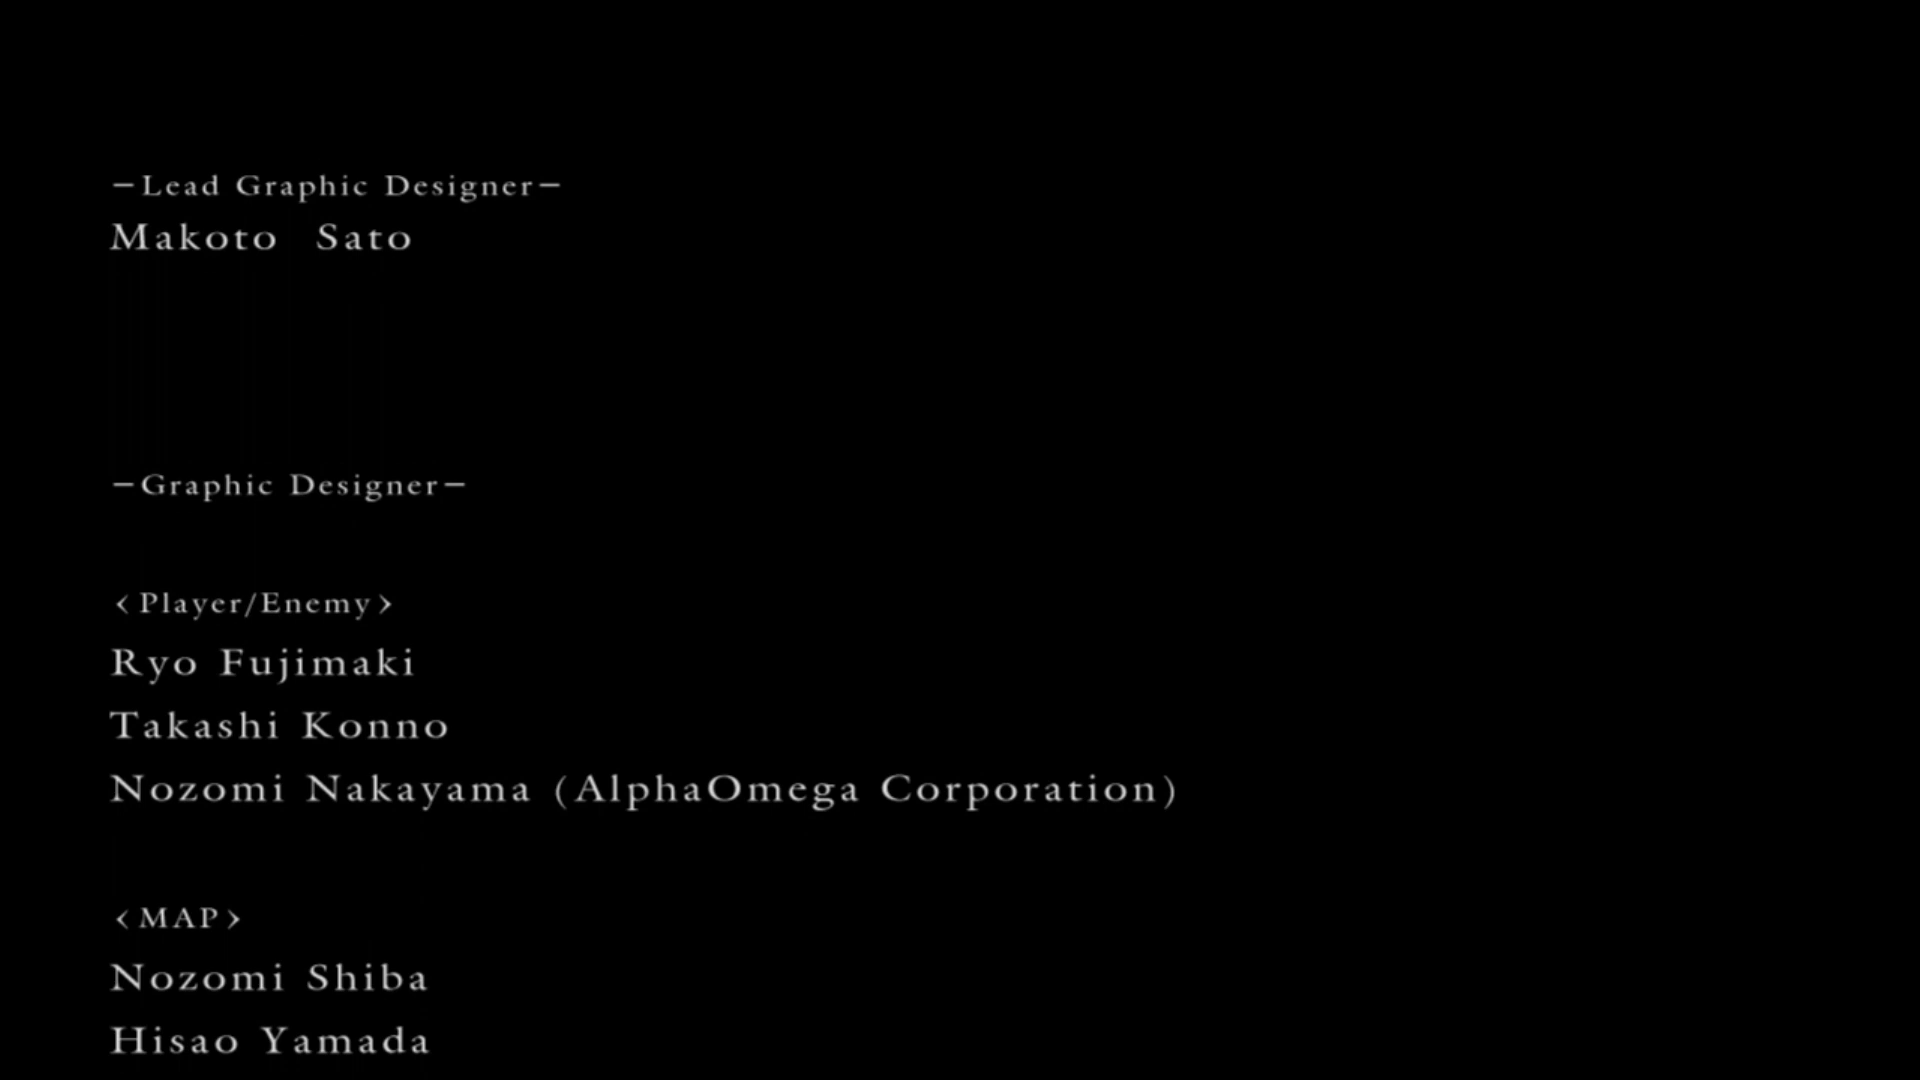 −Lead Graphic Designer−
Makoto  Sato
−Graphic Designer−
<Player/Enemy>
Ryo Fujimaki
Takashi Konno
Nozomi Nakayama (AlphaOmega Corporation)
<MAP>
Nozomi Shiba
Hisao Yamada